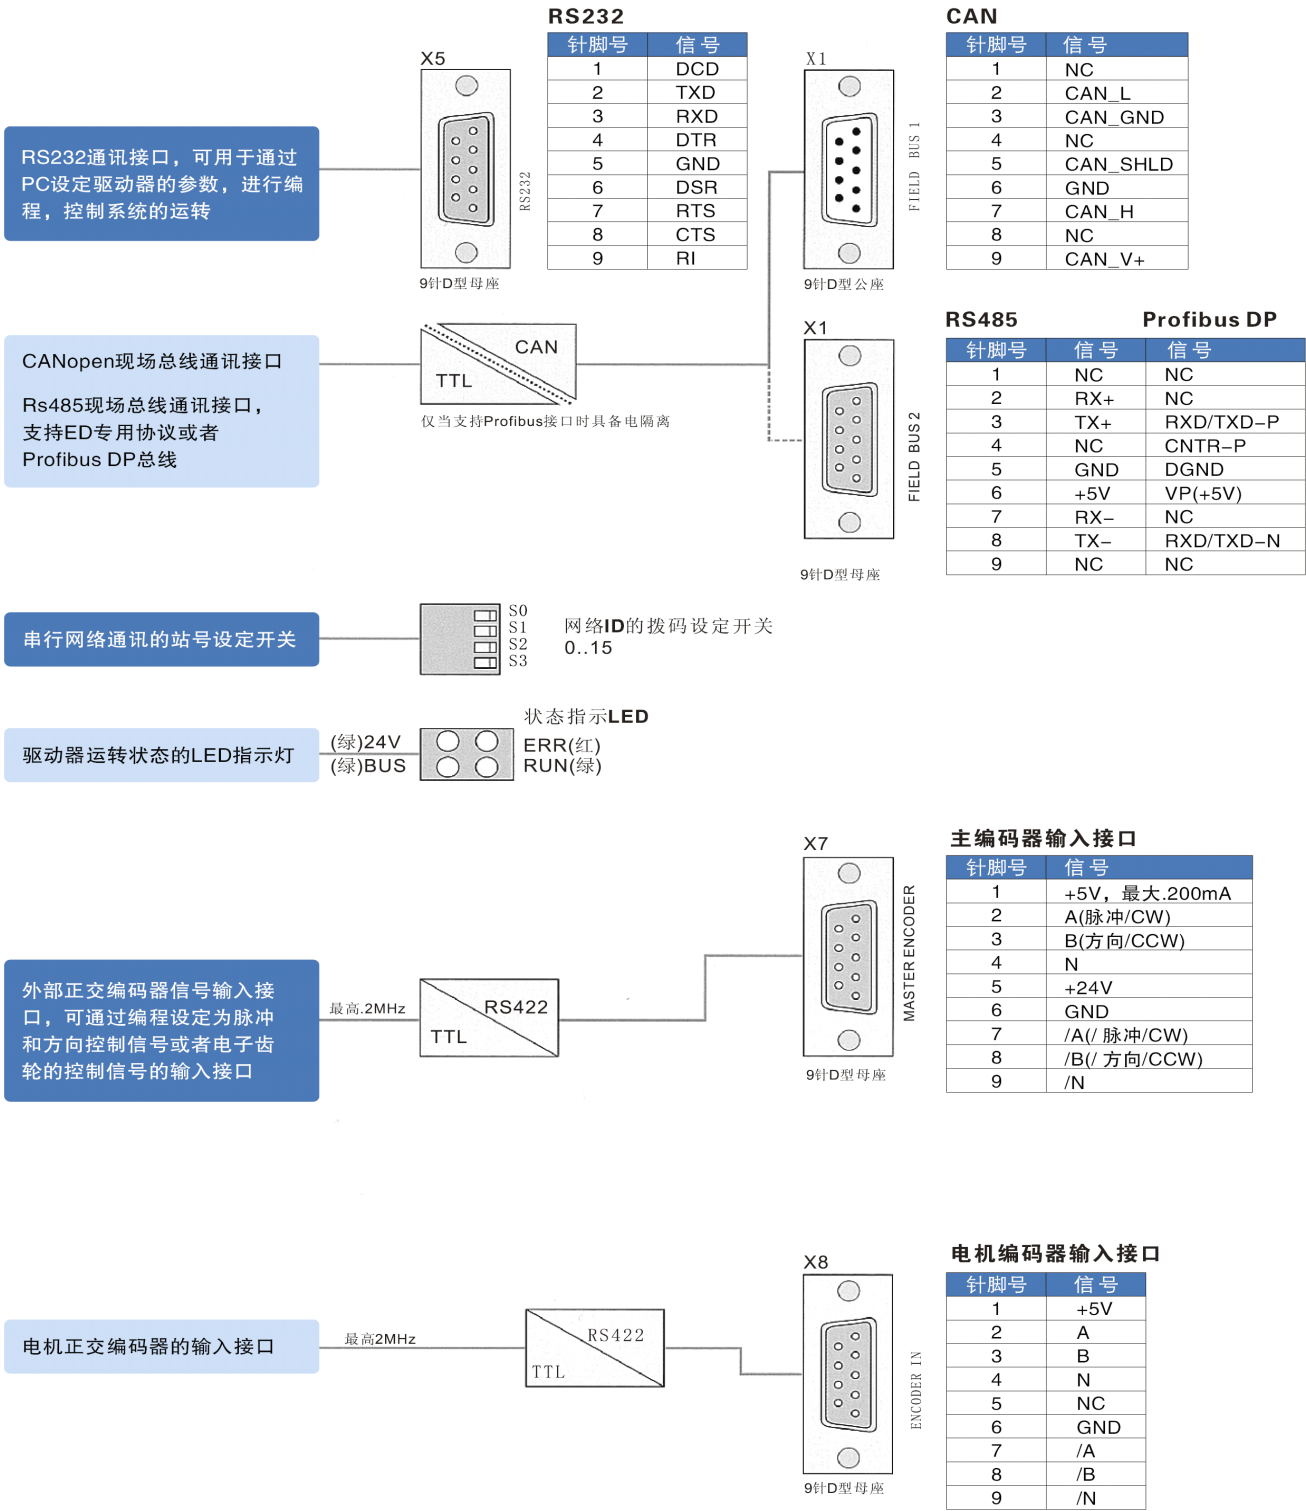 RS232通讯接口，可用于通过
PC设定驱动器的参数，进行编
程，控制系统的运转
X5
RS232
9针D型母座
RS232
针脚号 信号
1 DCD
2 TXD
3 RXD
4 DTR
5 GND
6 DSR
7 RTS
8 CTS
9 RI
X1
FIELD BUS 1
9针D型公座
CAN
针脚号 信号
1 NC
2 CAN_L
3 CAN_GND
4 NC
5 CAN_SHLD
6 GND
7 CAN_H
8 NC
9 CAN_V+
CANopen现场总线通讯接口
Rs485现场总线通讯接口，
支持ED专用协议或者
Profibus DP总线
CAN
TTL
仅当支持Profibus接口时具备电隔离
X1
FIELD BUS 2
9针D型母座
RS485 Profibus DP
针脚号 信号 信号
1 NC NC
2 RX+ NC
3 TX+ RXD/TXD-P
4 NC CNTR-P
5 GND DGND
6 +5V VP(+5V)
7 RX- NC
8 TX- RXD/TXD-N
9 NC NC
串行网络通讯的站号设定开关
S0
S1
S2
S3
网络ID的拨码设定开关
0..15
驱动器运转状态的LED指示灯
(绿)24V
(绿)BUS
状态指示LED
ERR(红)
RUN(绿)
外部正交编码器信号输入接
口，可通过编程设定为脉冲
和方向控制信号或者电子齿
轮的控制信号的输入接口
最高.2MHz
RS422
TTL
X7
MASTER ENCODER
9针D型母座
主编码器输入接口
针脚号 信号
1 +5V，最大.200mA
2 A(脉冲/CW)
3 B(方向/CCW)
4 N
5 +24V
6 GND
7 /A(/ 脉冲/CW)
8 /B(/ 方向/CCW)
9 /N
电机正交编码器的输入接口
最高2MHz
RS422
TTL
X8
ENCODER IN
9针D型母座
电机编码器输入接口
针脚号 信号
1 +5V
2 A
3 B
4 N
5 NC
6 GND
7 /A
8 /B
9 /N